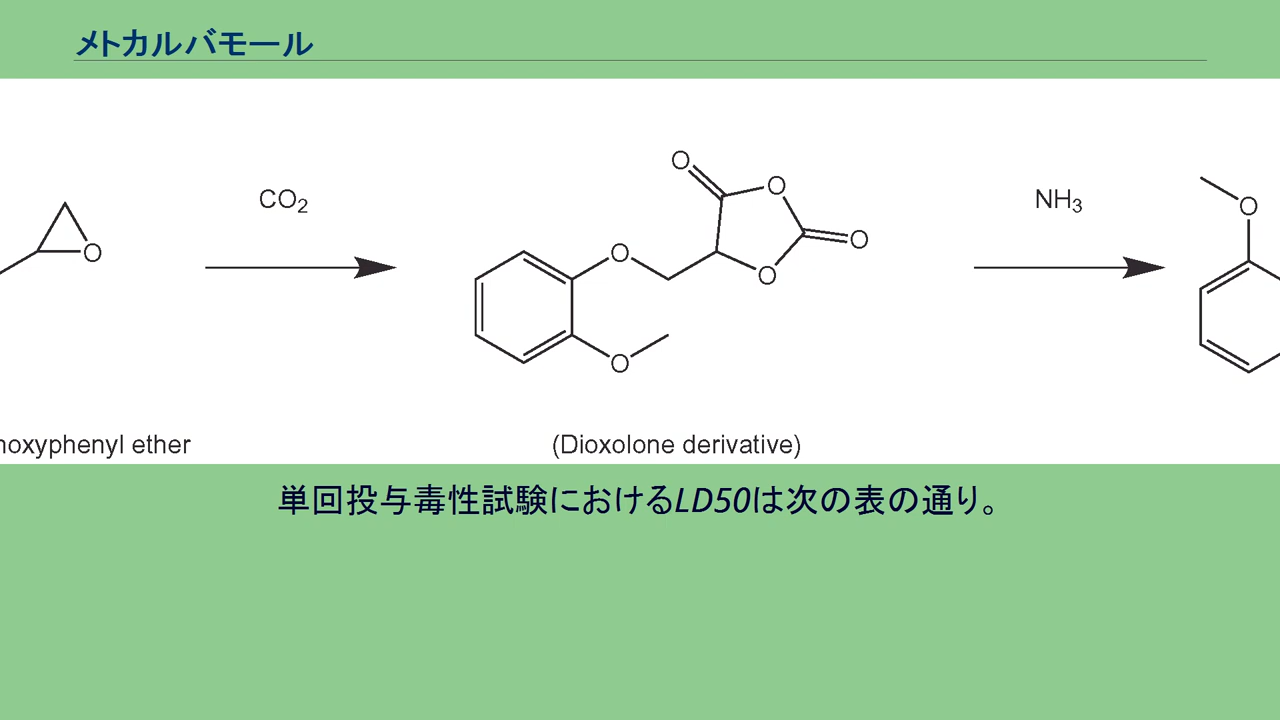 メトカルバモール
CO2
NH3
O
O
O
O
O
O
O
O
noxyphenyl ether
(Dioxolone derivative)
単回投与毒性試験におけるLD50は次の表の通り。